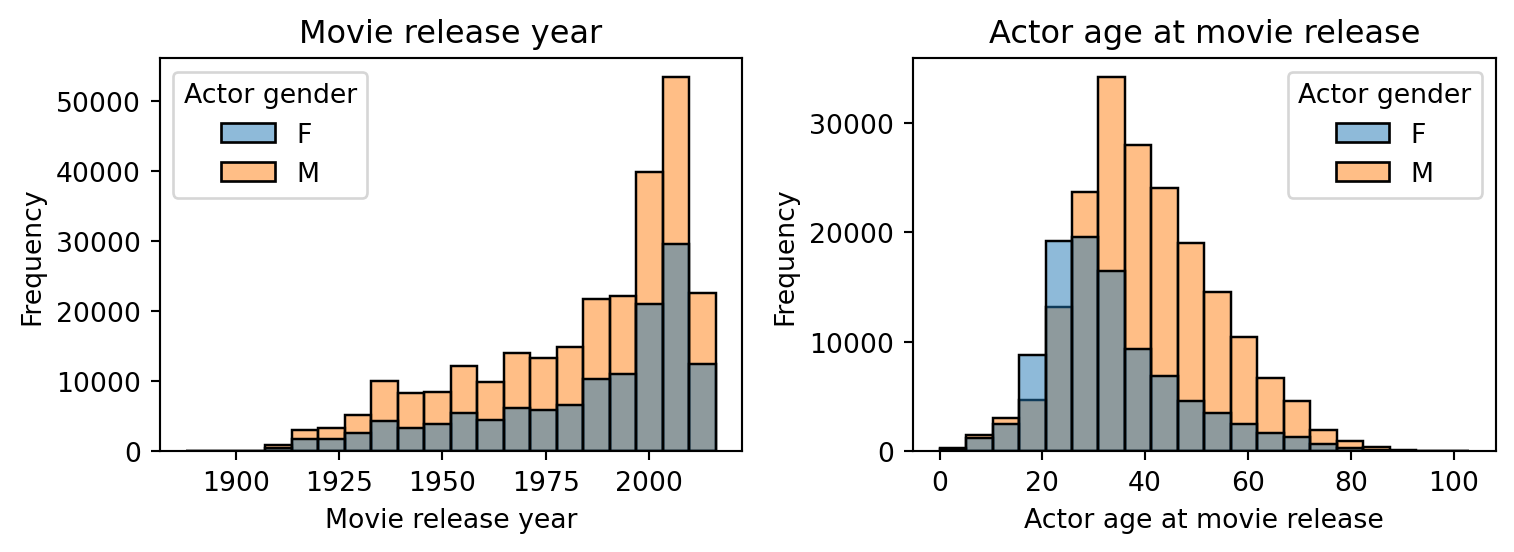 Movie release year
Actor gender
F
M
50000
40000
30000
20000
10000
0
Frequency
1900 1925 1950 1975 2000
Movie release year
Actor age at movie release
Actor gender
F
M
30000
20000
10000
0
Frequency
0 20 40 60 80 100
Actor age at movie release